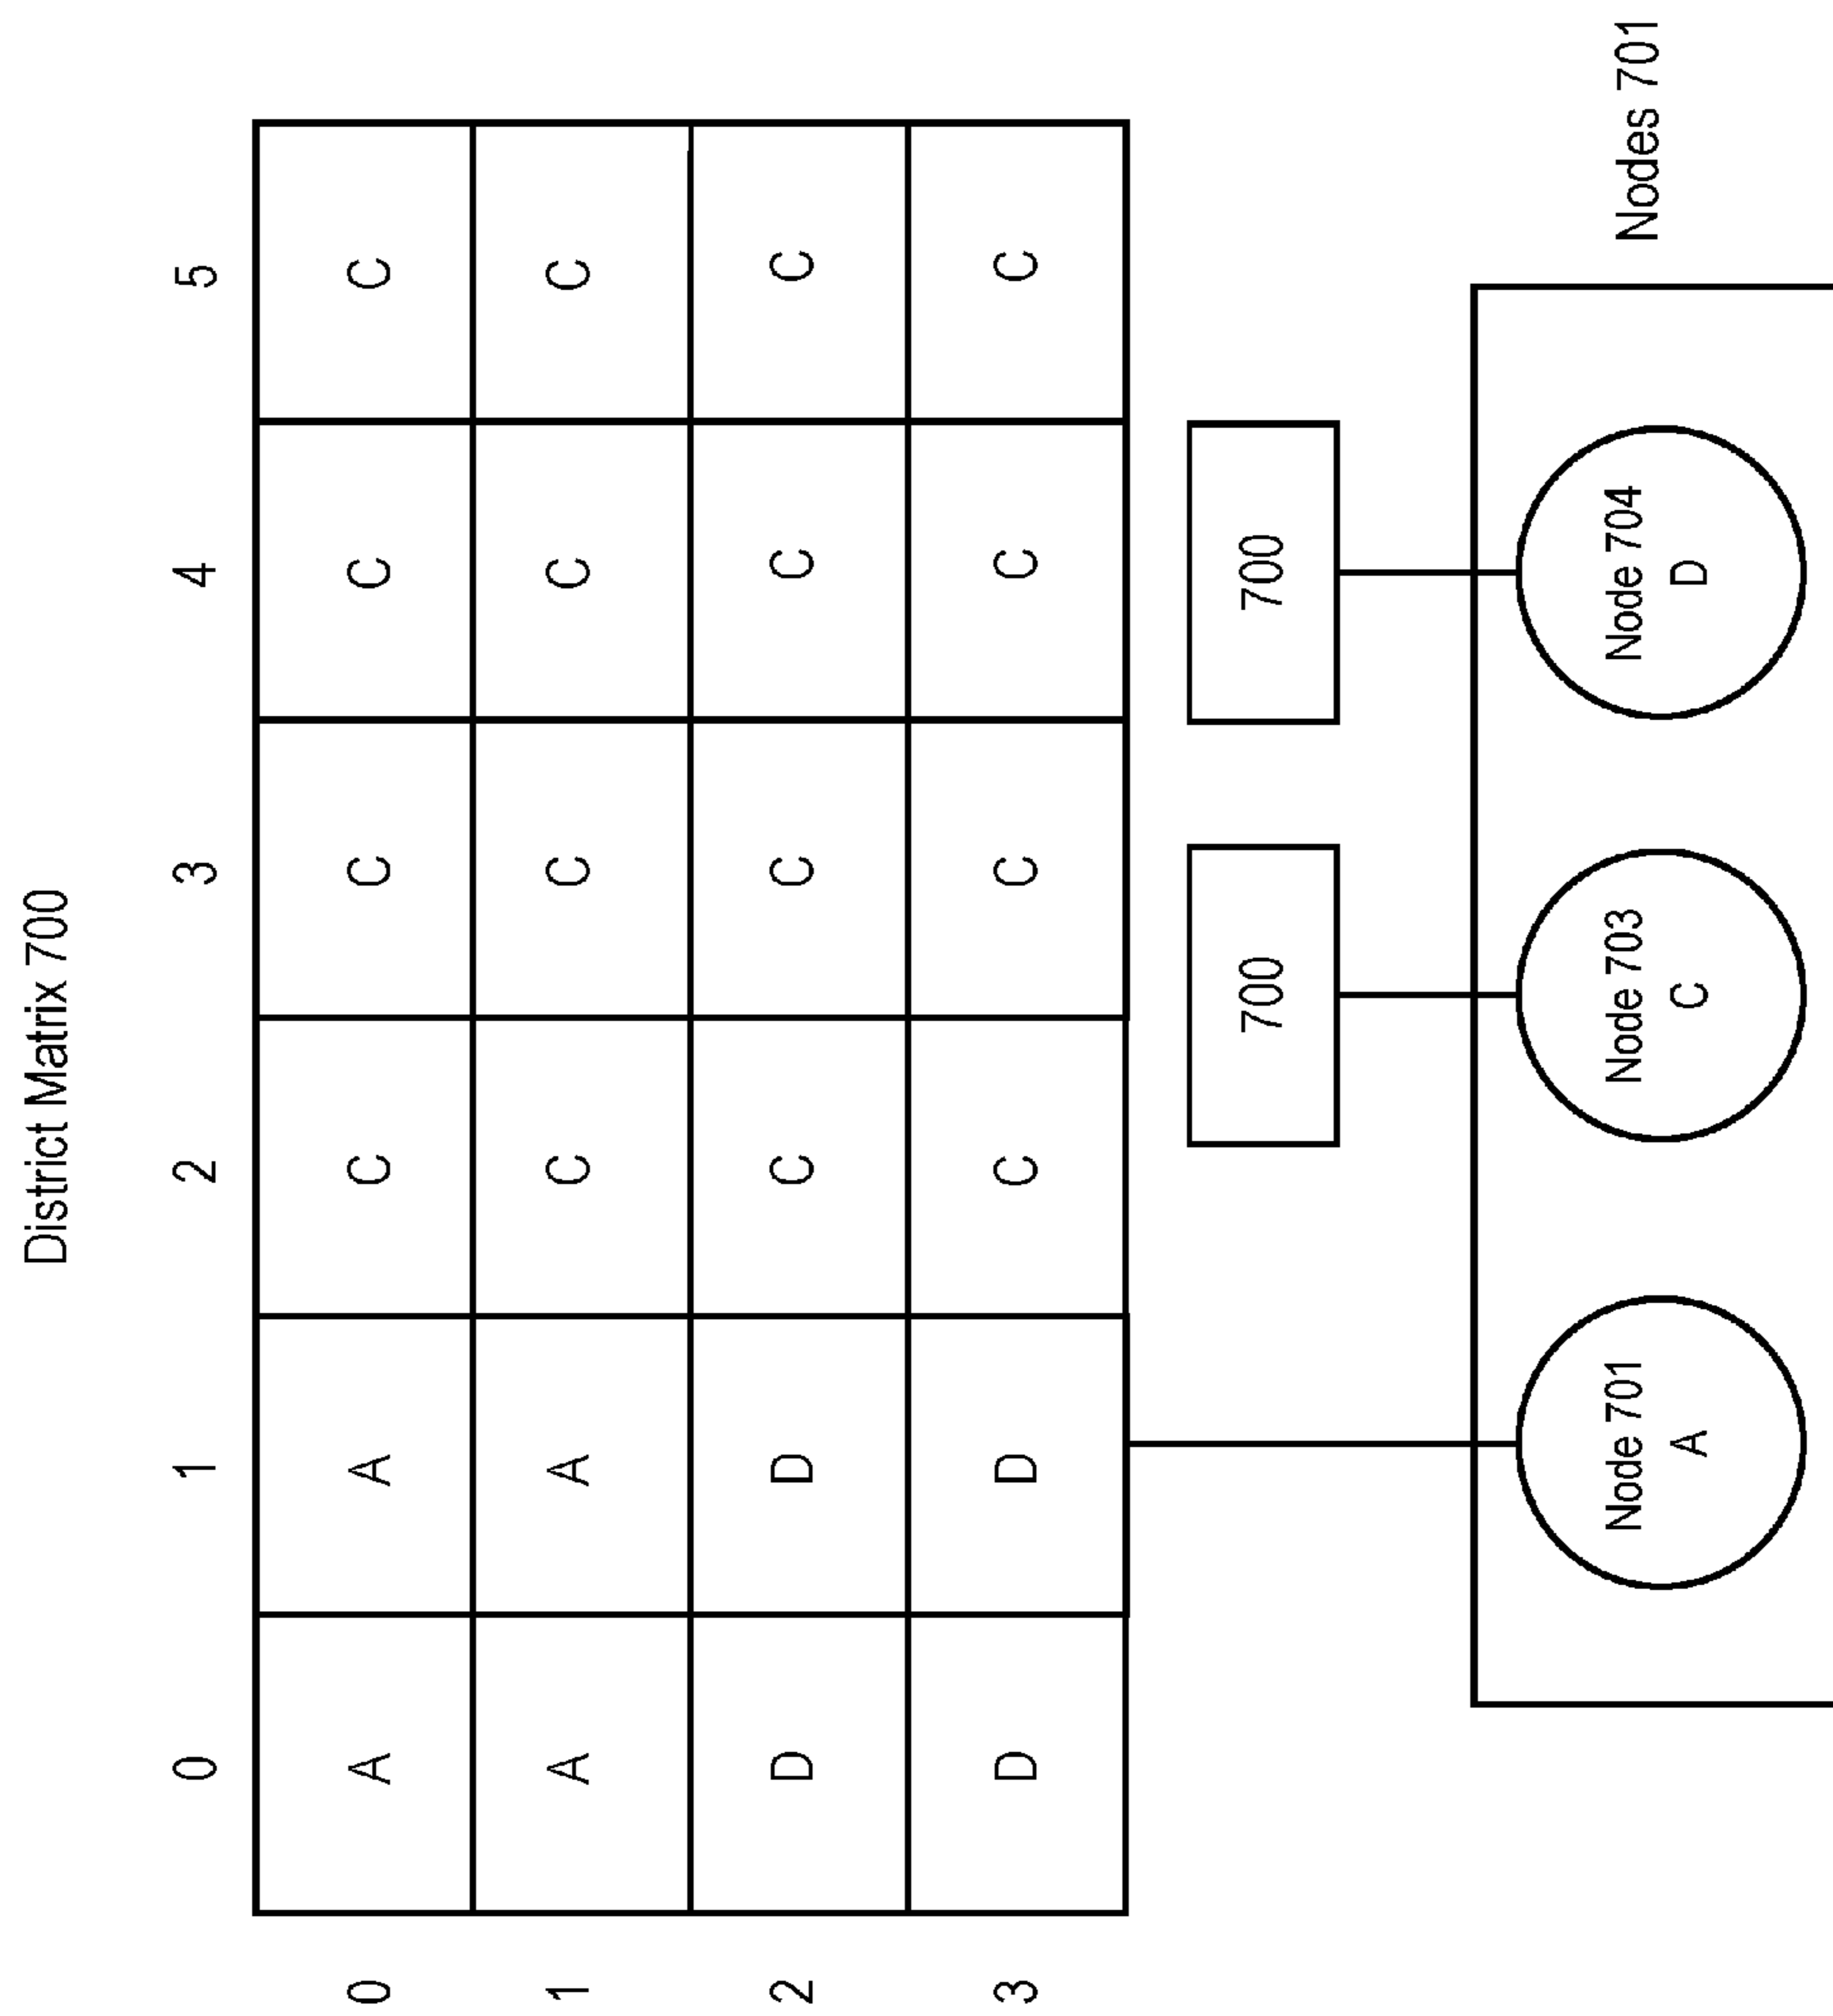 District Matrix 700
0 1 2 3 4 5
0 A A C C C C
1 A A C C C C
2 D D C C C C
3 D D C C C C
700 700
Nodes 701
Node 701 Node 703 Node 704
A C D